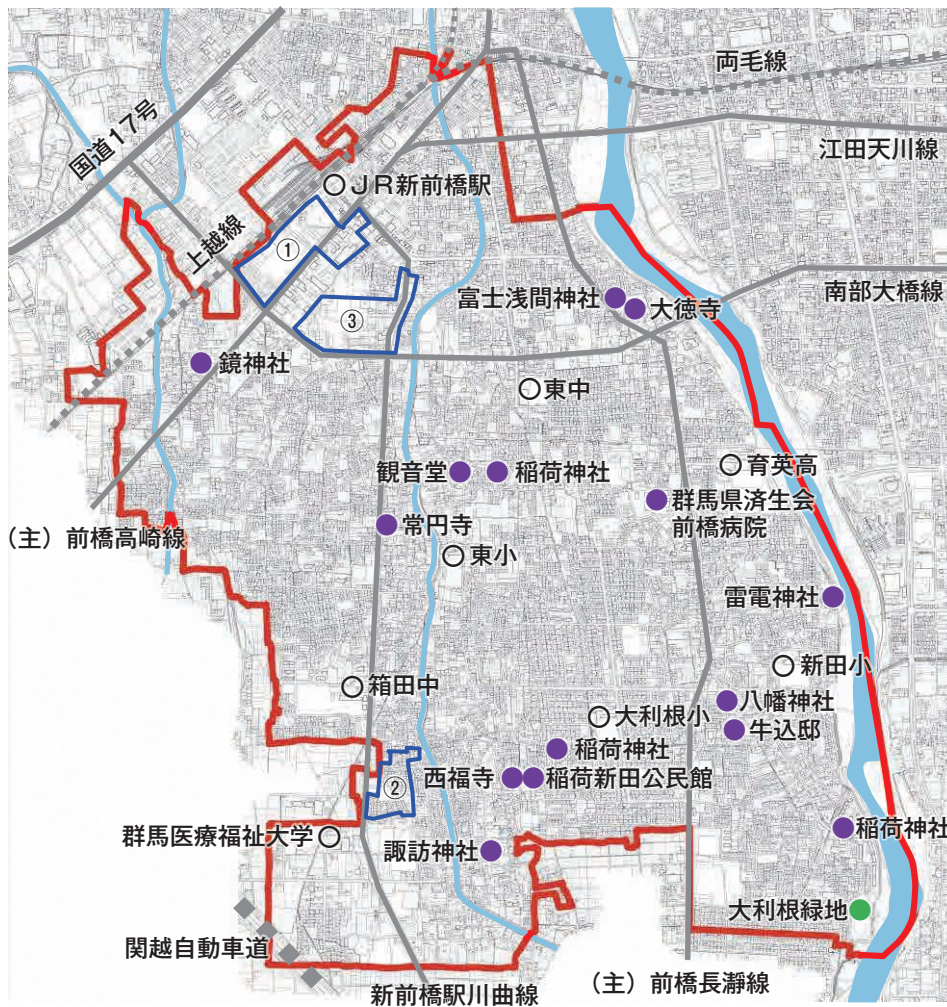 両毛線
国道17号
江田天川線
JR新前橋駅
上越線
①
南部大橋線
富士浅間神社
大徳寺
③
鏡神社
東中
育英高
観音堂
稲荷神社
群馬県済生会
前橋病院
常円寺
(主)前橋高崎線
東小
雷電神社
新田小
箱田中
八幡神社
大利根小
牛込邸
稲荷神社
②
西福寺
稲荷新田公民館
群馬医療福祉大学
諏訪神社
稲荷神社
大利根緑地
関越自動車道
(主)前橋長瀞線
新前橋駅川曲線